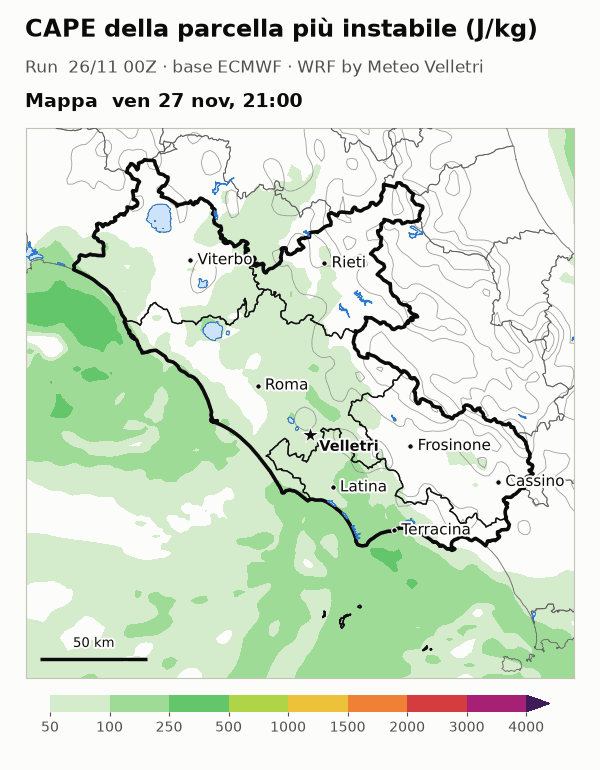 CAPE della parcella più instabile (J/kg)
Run  26/11 00Z · base ECMWF · WRF by Meteo Velletri
Mappa  ven 27 nov, 21:00
Viterbo
Rieti
Roma
Velletri
Frosinone
Cassino
Latina
Terracina
50 km
50 100 250 500 1000 1500 2000 3000 4000